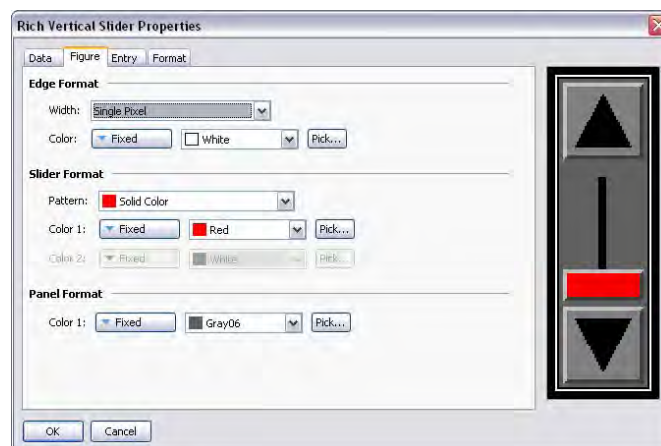 Rich Vertical Slider Properties
Data Figure Entry Format
Edge Format
Width: Single Pixel
Color: Fixed White Pick...
Slider Format
Pattern: Solid Color
Color 1: Fixed Red Pick...
Color 2: Fixed White Pick...
Panel Format
Color 1: Fixed Gray06 Pick...
OK Cancel